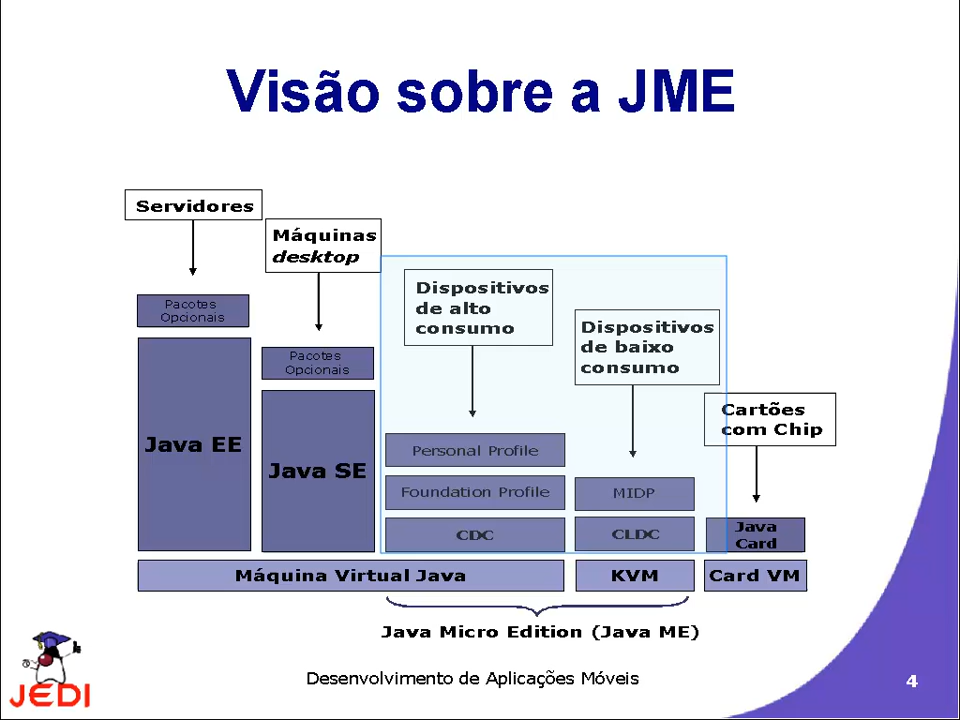 Visão sobre a JME
Servidores
Máquinas
desktop
Dispositivos
de alto
consumo
Dispositivos
de baixo
consumo
Cartões
com Chip
Pacotes
Opcionais
Pacotes
Opcionais
Java EE
Java SE
Personal Profile
Foundation Profile
CDC
MIDP
CLDC
Java
Card
Máquina Virtual Java
KVM
Card VM
Java Micro Edition (Java ME)
JEDI
Desenvolvimento de Aplicações Móveis
4